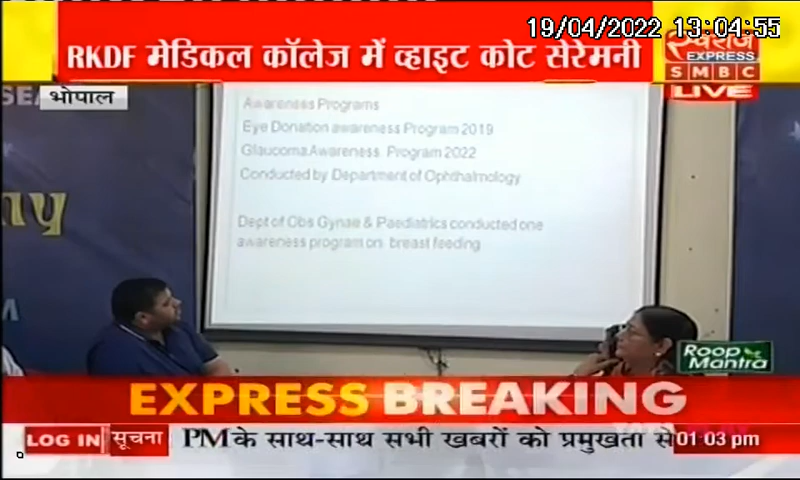 19/04/2022 13:04:55
RKDF मेडिकल कॉलेज में व्हाइट कोट सेरेमनी
स्वराज
EXPRESS
SMBC
LIVE
भोपाल
Awareness Programs
Eye Donation awareness Program 2019
Glaucoma Awareness Program 2022
Conducted by Department of Ophthalmology
Dept of Obs Gynae & Paediatrics conducted one
awareness program on breast feeding
Roop
Mantra
EXPRESS BREAKING
LOG IN सूचना PM के साथ-साथ सभी खबरों को प्रमुखता से 01:03 pm